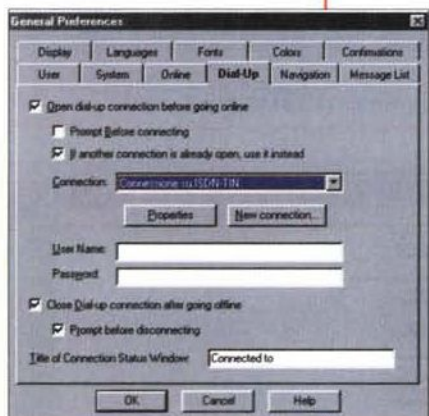 General Preferences
Display Languages Fonts Colors Confirmations
User System Online Dial-Up Navigation Message List
Open dial-up connection before going online
Prompt Before connecting
If another connection is already open, use it instead
Connection: Connessione su ISDN-TIN
Properties New connection...
User Name:
Password:
Close Dial-up connection after going offline
Prompt before disconnecting
Title of Connection Status Window: Connected to
OK Cancel Help